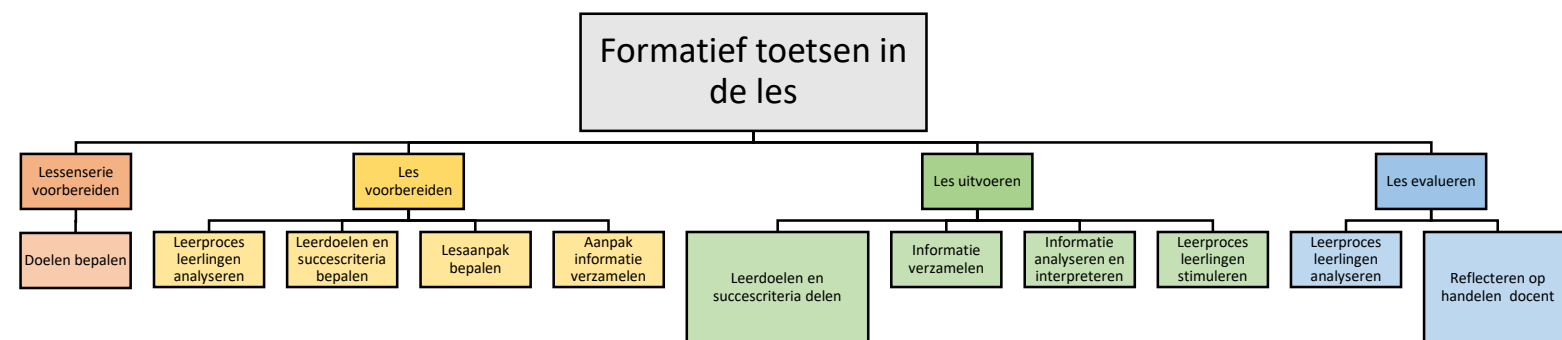 Formatief toetsen in
de les
Lessenserie
voorbereiden
Les
voorbereiden
Les uitvoeren
Les evalueren
Doelen bepalen
Leerproces
leerlingen
analyseren
Leerdoelen en
succescriteria
bepalen
Lesaanpak
bepalen
Aanpak
informatie
verzamelen
Leerdoelen en
succescriteria delen
Informatie
verzamelen
Informatie
analyseren en
interpreteren
Leerproces
leerlingen
stimuleren
Leerproces
leerlingen
analyseren
Reflecteren op
handelen docent